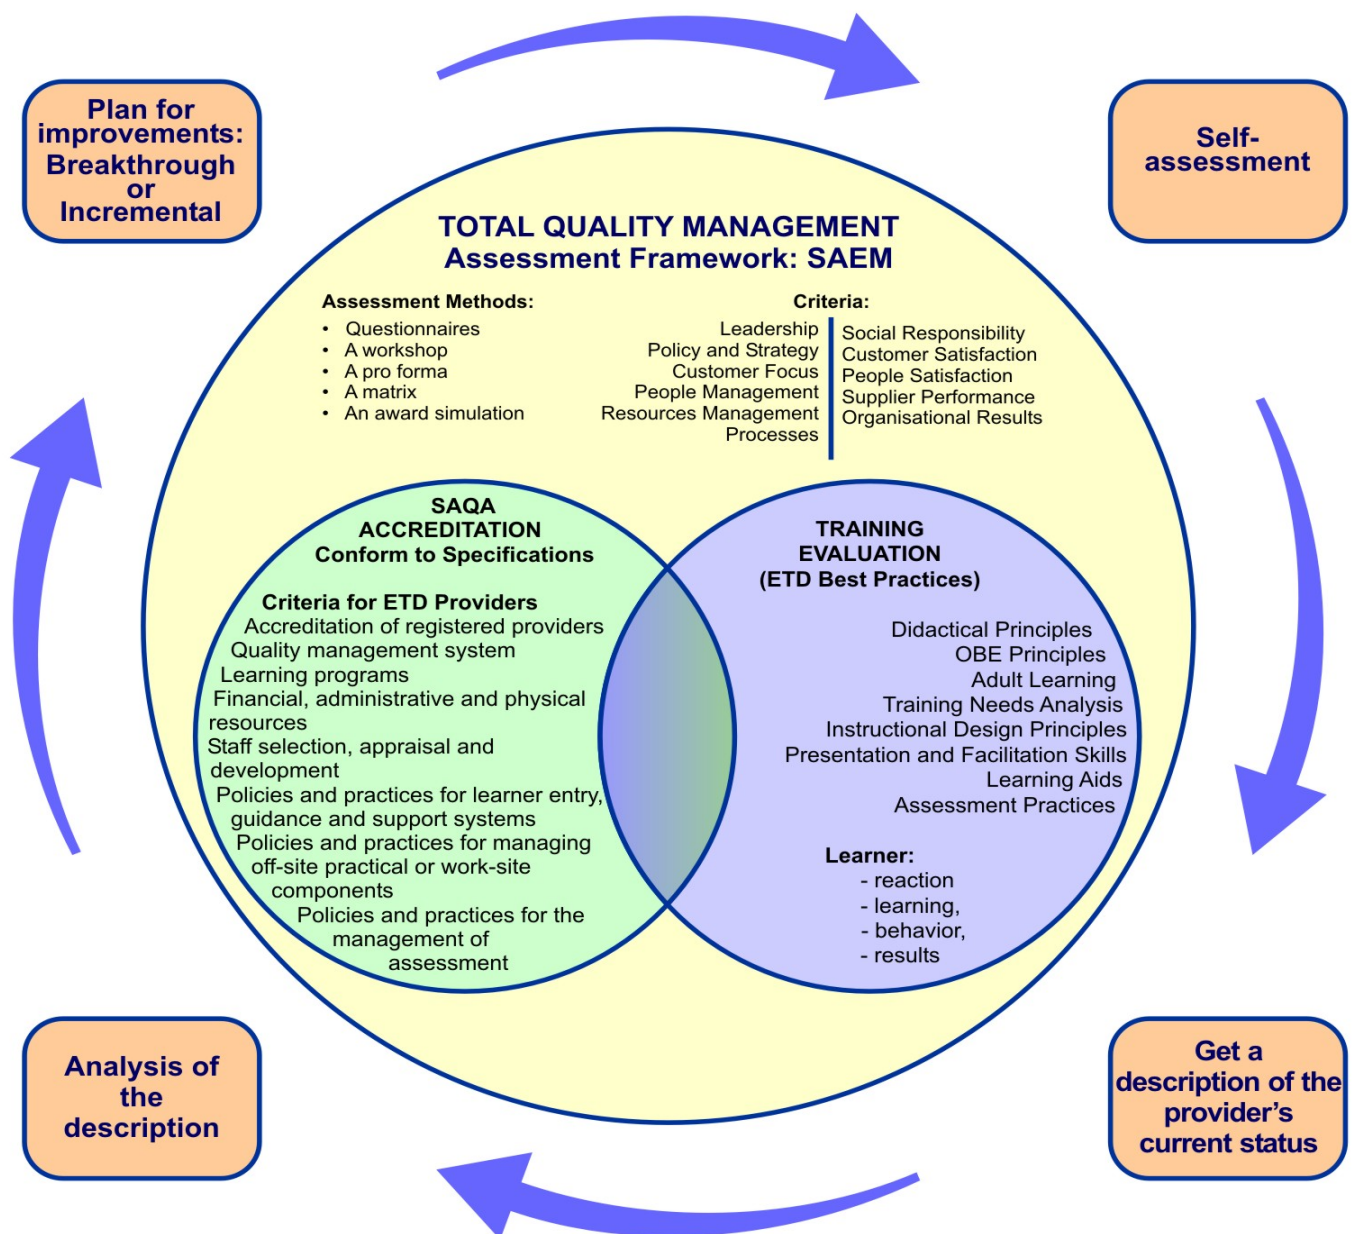 Plan for
improvements:
Breakthrough
or
Incremental
Self-
assessment
TOTAL QUALITY MANAGEMENT
Assessment Framework: SAEM
Assessment Methods:
• Questionnaires
• A workshop
• A pro forma
• A matrix
• An award simulation
Criteria:
Leadership
Policy and Strategy
Customer Focus
People Management
Resources Management
Processes
Social Responsibility
Customer Satisfaction
People Satisfaction
Supplier Performance
Organisational Results
SAQA
ACCREDITATION
Conform to Specifications
Criteria for ETD Providers
Accreditation of registered providers
Quality management system
Learning programs
Financial, administrative and physical
resources
Staff selection, appraisal and
development
Policies and practices for learner entry,
guidance and support systems
Policies and practices for managing
off-site practical or work-site
components
Policies and practices for the
management of
assessment
TRAINING
EVALUATION
(ETD Best Practices)
Didactical Principles
OBE Principles
Adult Learning
Training Needs Analysis
Instructional Design Principles
Presentation and Facilitation Skills
Learning Aids
Assessment Practices
Learner:
- reaction
- learning,
- behavior,
- results
Analysis of
the
description
Get a
description of the
provider’s
current status